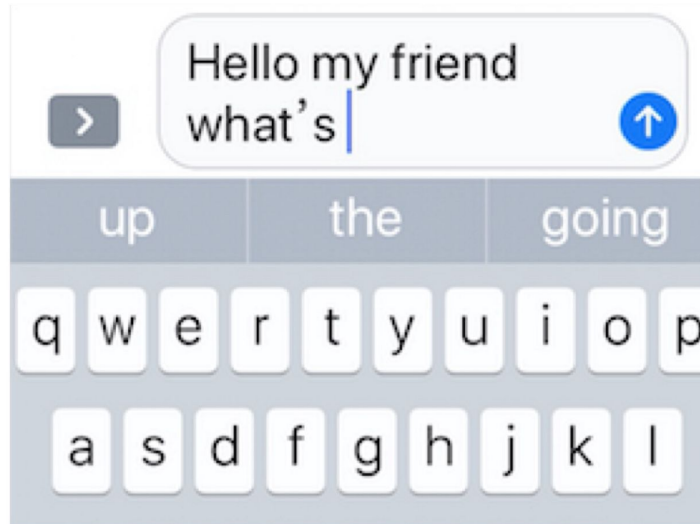 Hello my friend
what’s
up the going
q w e r t y u i o p
a s d f g h j k l